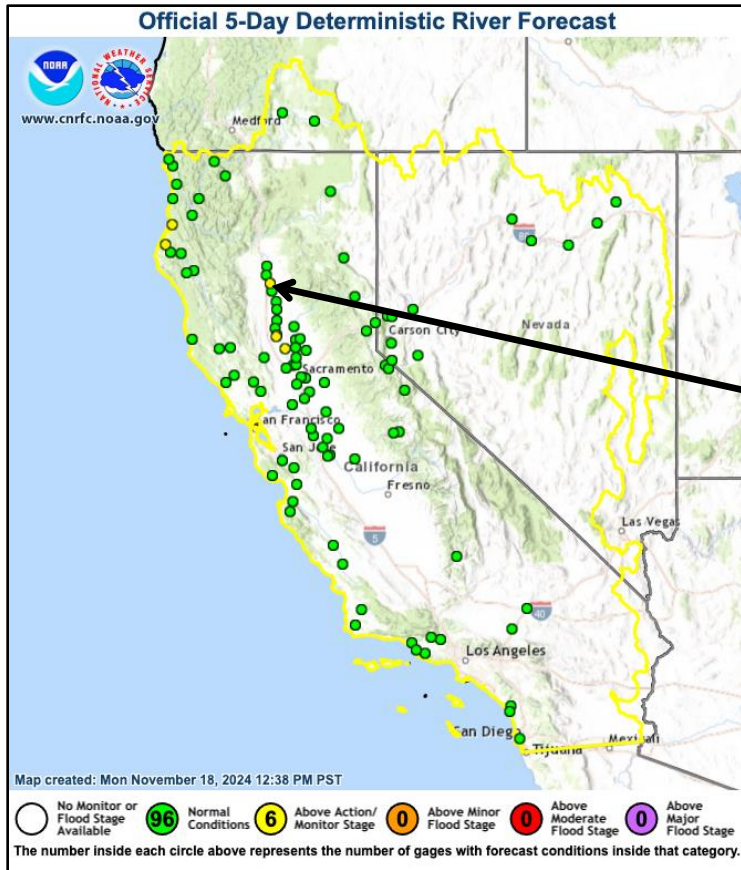 Official 5-Day Deterministic River Forecast
NOAA
NATIONAL WEATHER SERVICE
www.cnrfc.noaa.gov
Medford
80
Carson City
Nevada
Sacramento
San Francisco
San Jose
California
Fresno
Las Vegas
5
40
Los Angeles
San Diego
Tijuana
Mexicali
Map created: Mon November 18, 2024 12:38 PM PST
No Monitor or
Flood Stage
Available
96
Normal
Conditions
6
Above Action/
Monitor Stage
0
Above Minor
Flood Stage
0
Above
Moderate
Flood Stage
0
Above
Major
Flood Stage
The number inside each circle above represents the number of gages with forecast conditions inside that category.